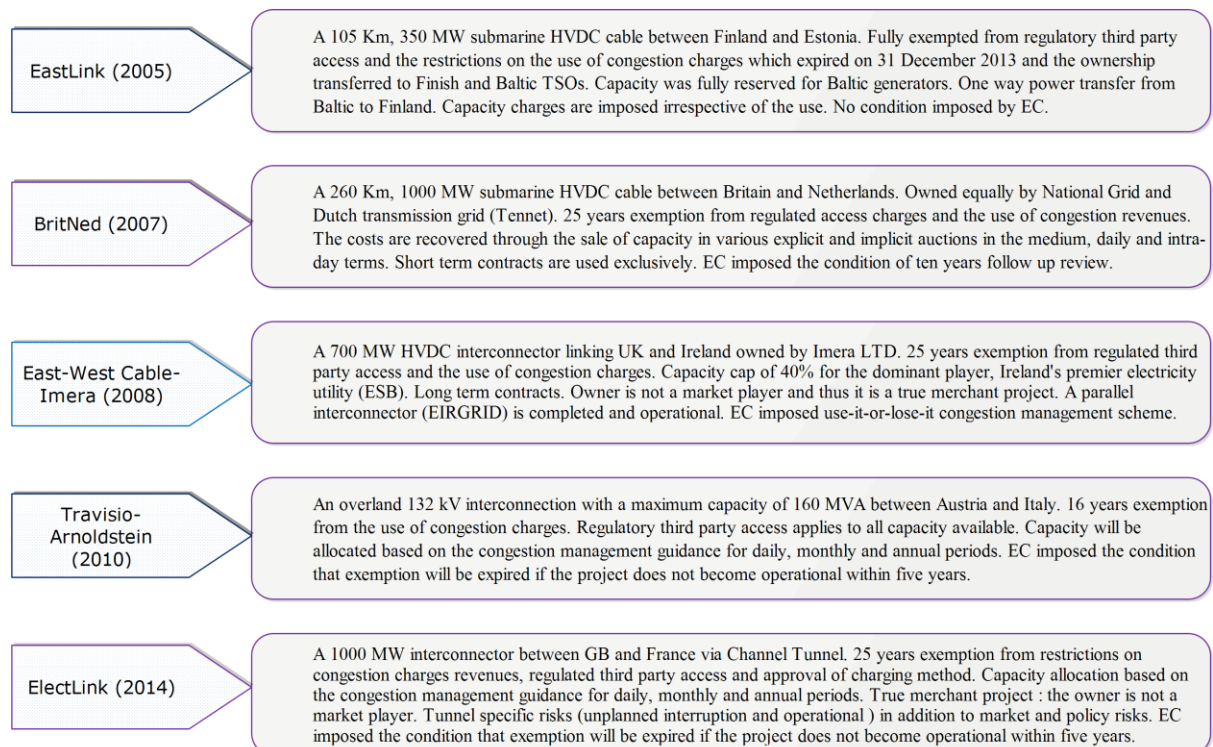 EastLink (2005)
A 105 Km, 350 MW submarine HVDC cable between Finland and Estonia. Fully exempted from regulatory third party
access and the restrictions on the use of congestion charges which expired on 31 December 2013 and the ownership
transferred to Finish and Baltic TSOs. Capacity was fully reserved for Baltic generators. One way power transfer from
Baltic to Finland. Capacity charges are imposed irrespective of the use. No condition imposed by EC.
BritNed (2007)
A 260 Km, 1000 MW submarine HVDC cable between Britain and Netherlands. Owned equally by National Grid and
Dutch transmission grid (Tennet). 25 years exemption from regulated access charges and the use of congestion revenues.
The costs are recovered through the sale of capacity in various explicit and implicit auctions in the medium, daily and intra-
day terms. Short term contracts are used exclusively. EC imposed the condition of ten years follow up review.
East-West Cable-
Imera (2008)
A 700 MW HVDC interconnector linking UK and Ireland owned by Imera LTD. 25 years exemption from regulated third
party access and the use of congestion charges. Capacity cap of 40% for the dominant player, Ireland's premier electricity
utility (ESB). Long term contracts. Owner is not a market player and thus it is a true merchant project. A parallel
interconnector (EIRGRID) is completed and operational. EC imposed use-it-or-lose-it congestion management scheme.
Travisio-
Arnoldstein
(2010)
An overland 132 kV interconnection with a maximum capacity of 160 MVA between Austria and Italy. 16 years exemption
from the use of congestion charges. Regulatory third party access applies to all capacity available. Capacity will be
allocated based on the congestion management guidance for daily, monthly and annual periods. EC imposed the condition
that exemption will be expired if the project does not become operational within five years.
ElectLink (2014)
A 1000 MW interconnector between GB and France via Channel Tunnel. 25 years exemption from restrictions on
congestion charges revenues, regulated third party access and approval of charging method. Capacity allocation based on
the congestion management guidance for daily, monthly and annual periods. True merchant project : the owner is not a
market player. Tunnel specific risks (unplanned interruption and operational ) in addition to market and policy risks. EC
imposed the condition that exemption will be expired if the project does not become operational within five years.